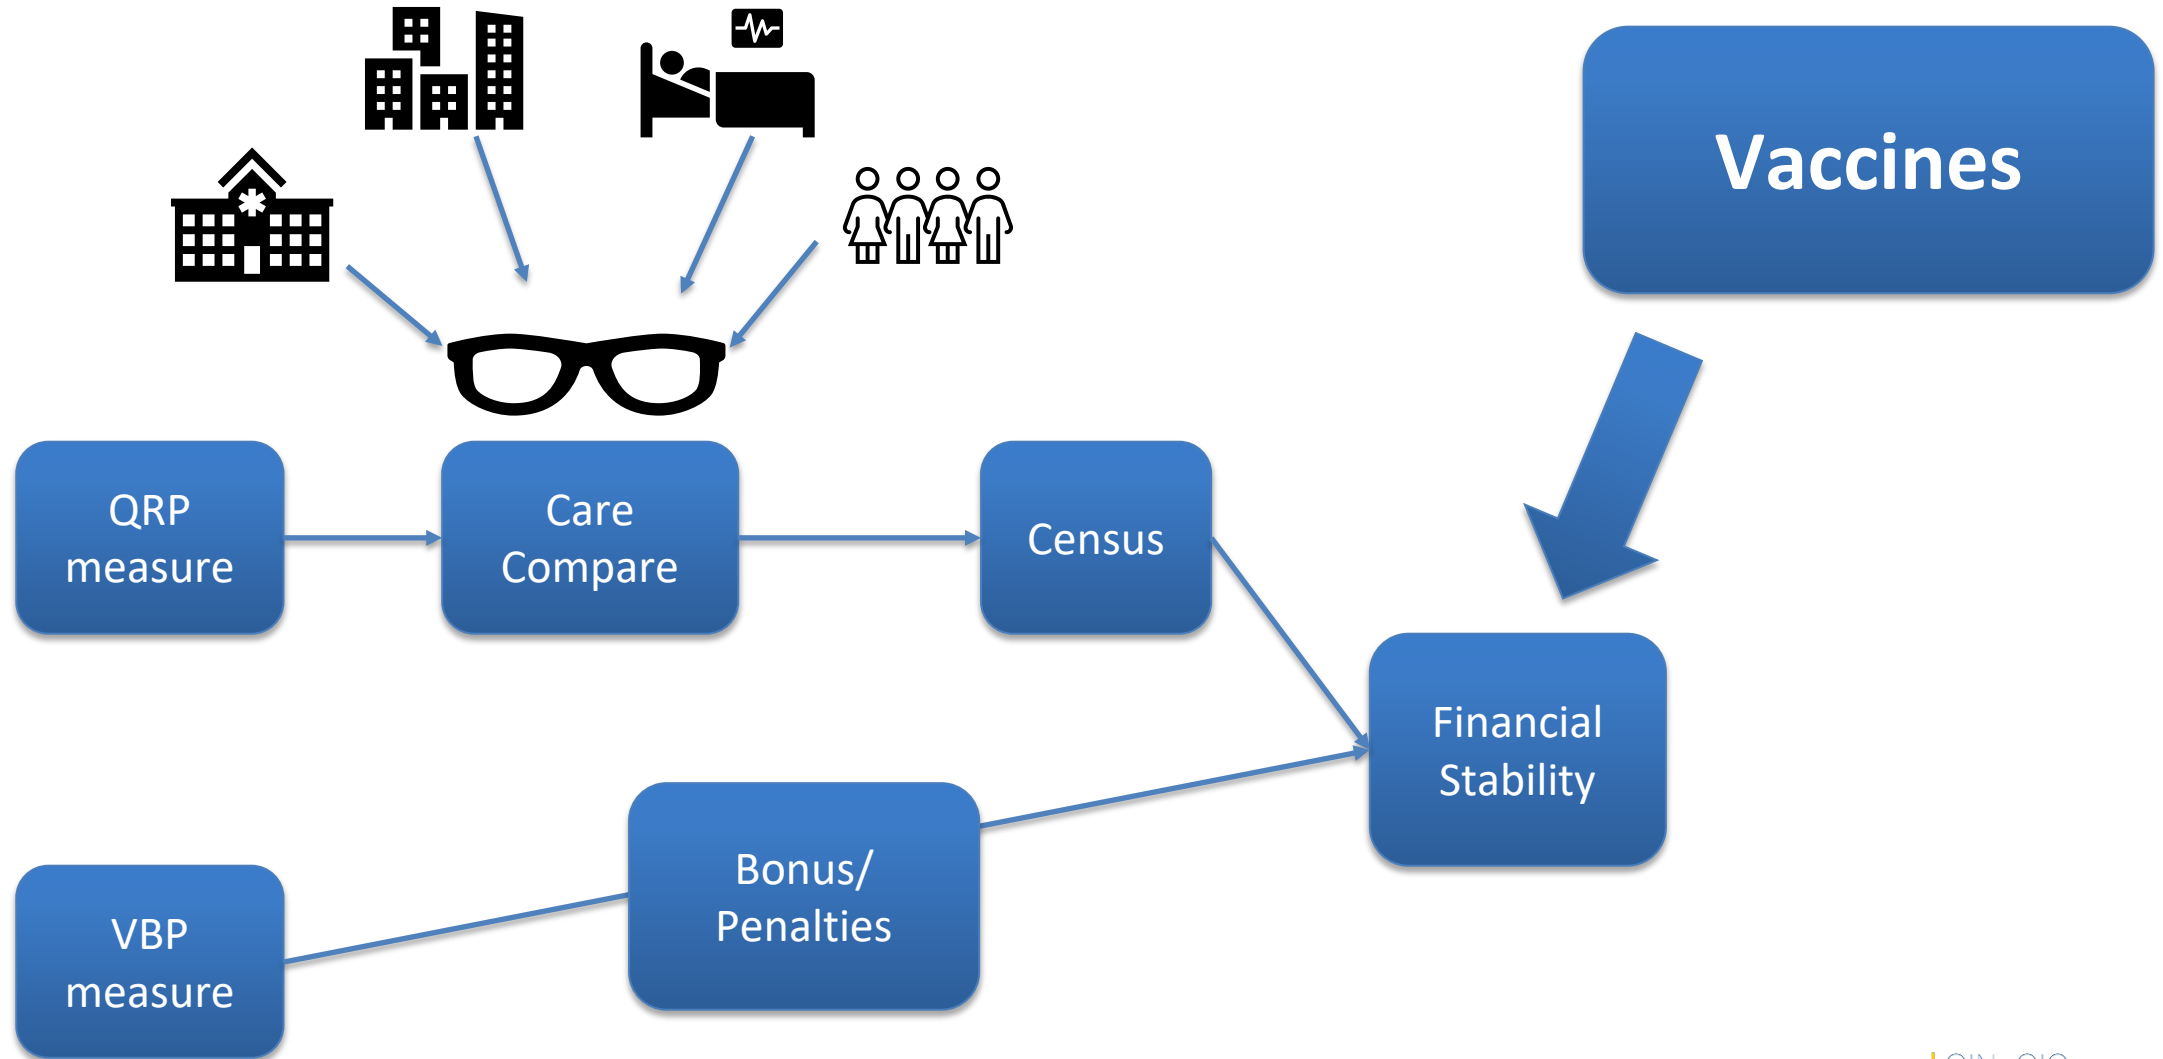 Vaccines
QRP
measure
Care
Compare
Census
Financial
Stability
Bonus/
Penalties
VBP
measure